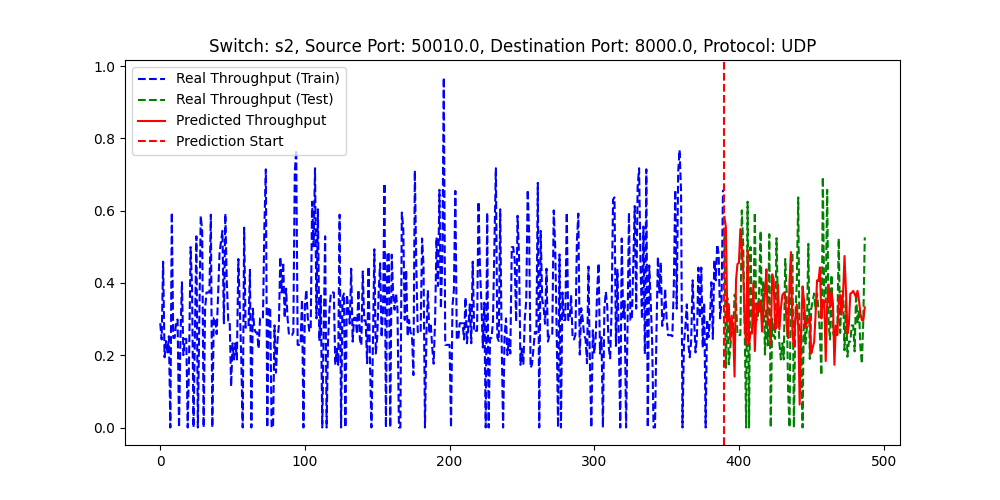 Switch: s2, Source Port: 50010.0, Destination Port: 8000.0, Protocol: UDP
Real Throughput (Train)
Real Throughput (Test)
Predicted Throughput
Prediction Start
1.0
0.8
0.6
0.4
0.2
0.0
0 100 200 300 400 500